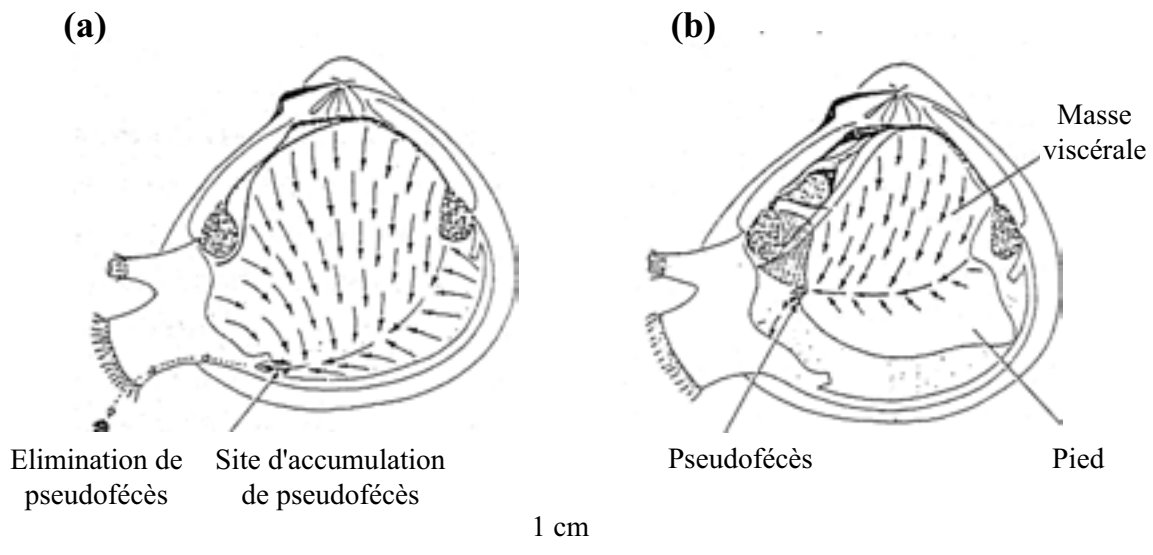 (a)
(b)
Masse
viscérale
Elimination de
pseudofécès
Site d'accumulation
de pseudofécès
Pseudofécès
Pied
1 cm